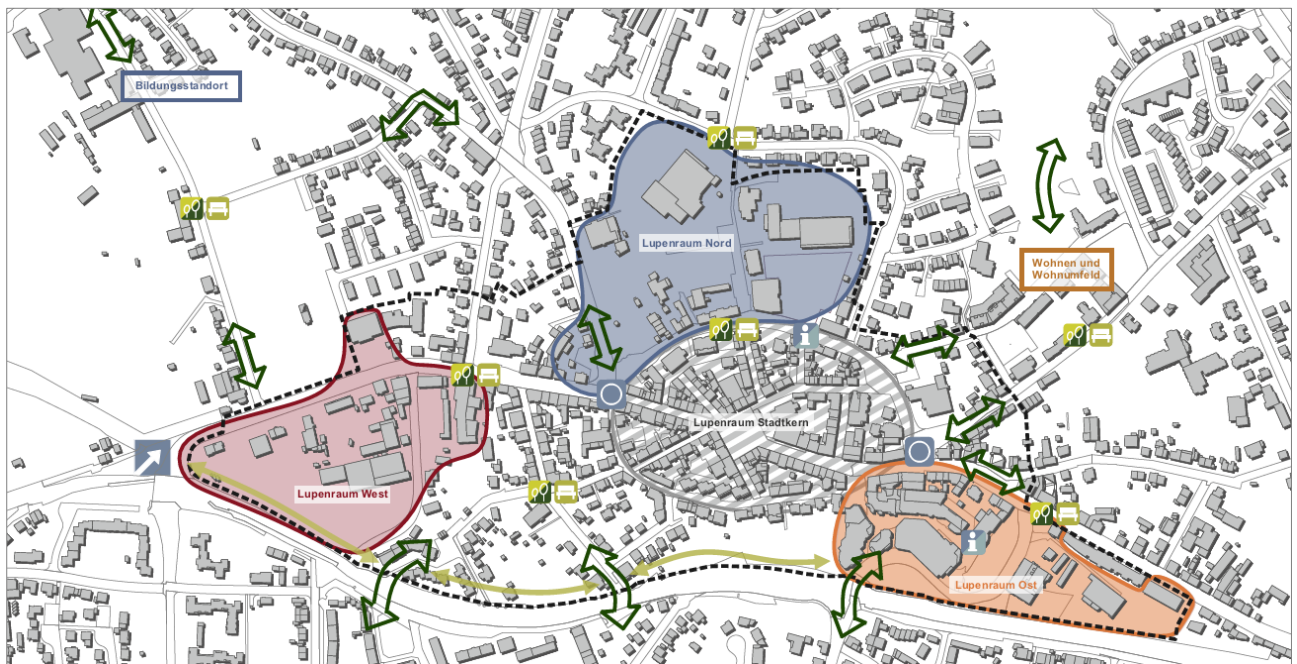 Bildungsstandort
Lupenraum Nord
Wohnen und
Wohnumfeld
Lupenraum Stadtkern
Lupenraum West
Lupenraum Ost
i
i